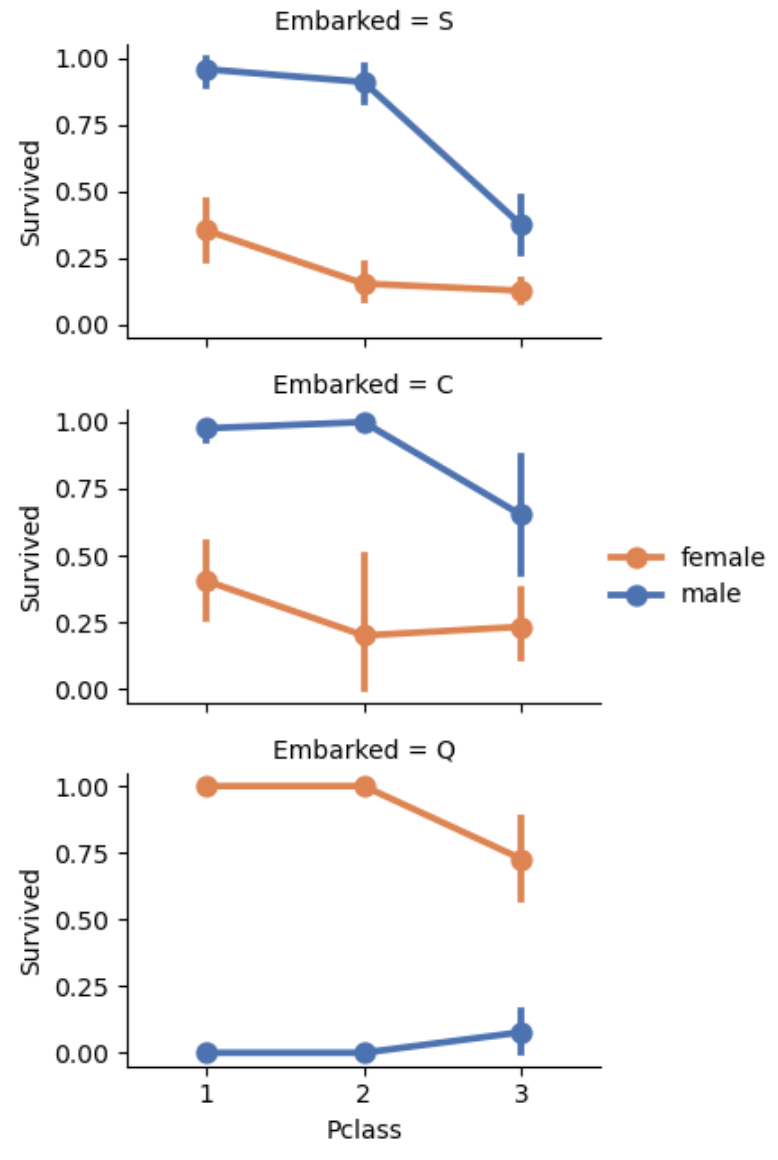 Embarked = S
1.00
0.75
0.50
0.25
0.00
Survived
Embarked = C
1.00
0.75
0.50
0.25
0.00
Survived
female
male
Embarked = Q
1.00
0.75
0.50
0.25
0.00
Survived
1 2 3
Pclass